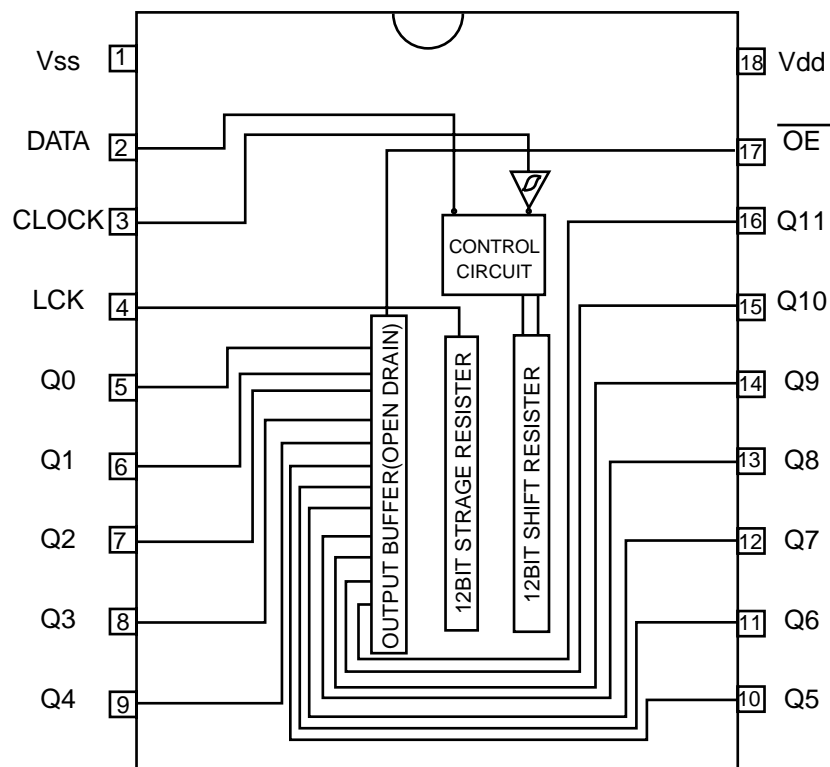 Vss 1
18 Vdd
DATA 2
17 OE
CLOCK 3
16 Q11
CONTROL
CIRCUIT
LCK 4
15 Q10
Q0 5
14 Q9
Q1 6
13 Q8
Q2 7
12 Q7
Q3 8
11 Q6
Q4 9
10 Q5
OUTPUT BUFFER(OPEN DRAIN)
12BIT STRAGE RESISTER
12BIT SHIFT RESISTER